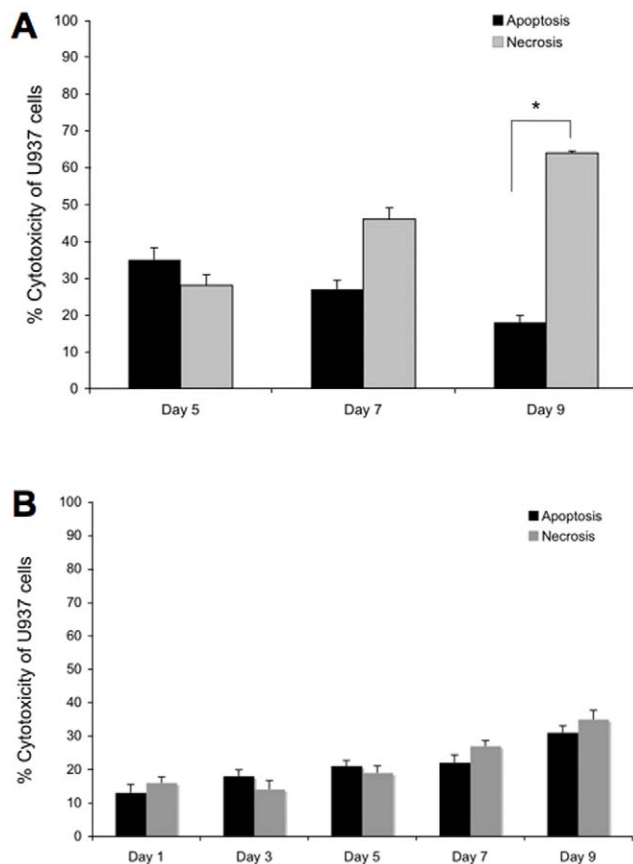 A
% Cytotoxicity of U937 cells
100
90
80
70
60
50
40
30
20
10
0
Apoptosis
Necrosis
*
Day 5 Day 7 Day 9
B
% Cytotoxicity of U937 cells
100
90
80
70
60
50
40
30
20
10
0
Apoptosis
Necrosis
Day 1 Day 3 Day 5 Day 7 Day 9